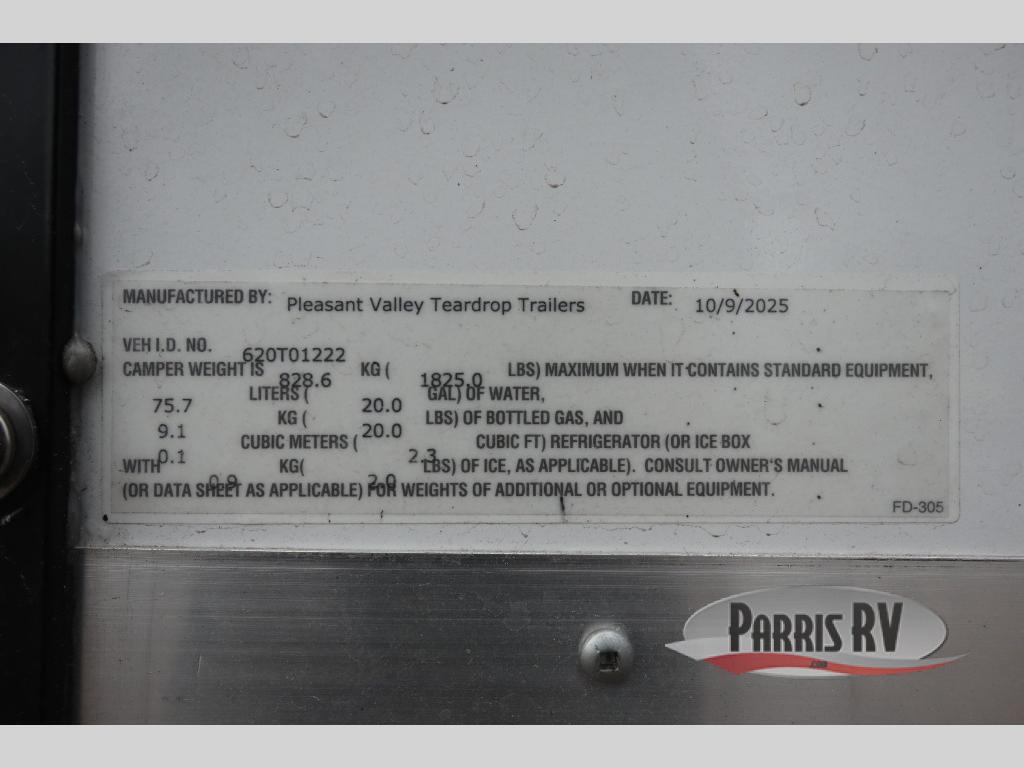 MANUFACTURED BY: Pleasant Valley Teardrop Trailers DATE: 10/9/2025
VEH I.D. NO. 620T01222
CAMPER WEIGHT IS 828.6 KG ( 1825.0 LBS) MAXIMUM WHEN IT CONTAINS STANDARD EQUIPMENT,
75.7 LITERS ( 20.0 GAL) OF WATER,
9.1 KG ( 20.0 LBS) OF BOTTLED GAS, AND
0.1 CUBIC METERS ( 2.3 CUBIC FT) REFRIGERATOR (OR ICE BOX
WITH 0.9 KG( 2.0 LBS) OF ICE, AS APPLICABLE). CONSULT OWNER'S MANUAL
(OR DATA SHEET AS APPLICABLE) FOR WEIGHTS OF ADDITIONAL OR OPTIONAL EQUIPMENT.
FD-305
PARRIS RV
.com